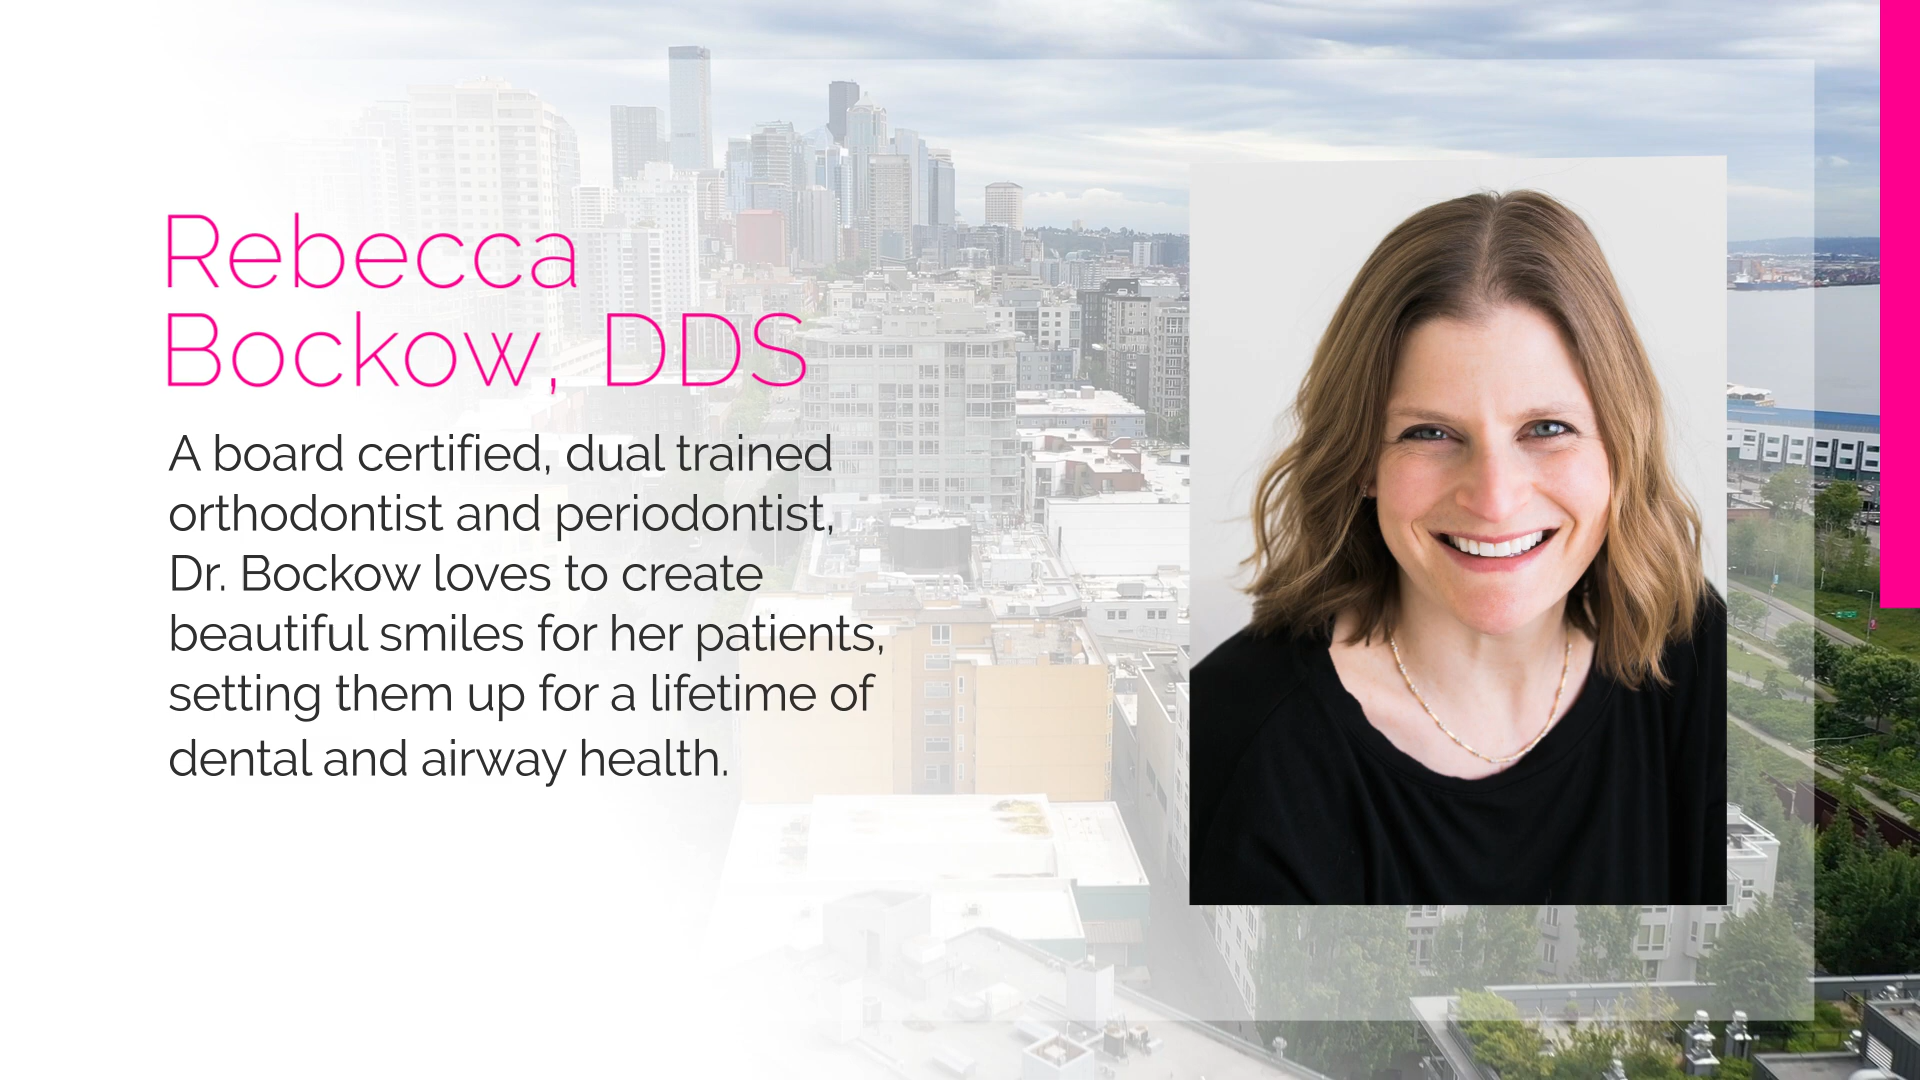 Rebecca
Bockow, DDS
A board certified, dual trained
orthodontist and periodontist,
Dr. Bockow loves to create
beautiful smiles for her patients,
setting them up for a lifetime of
dental and airway health.